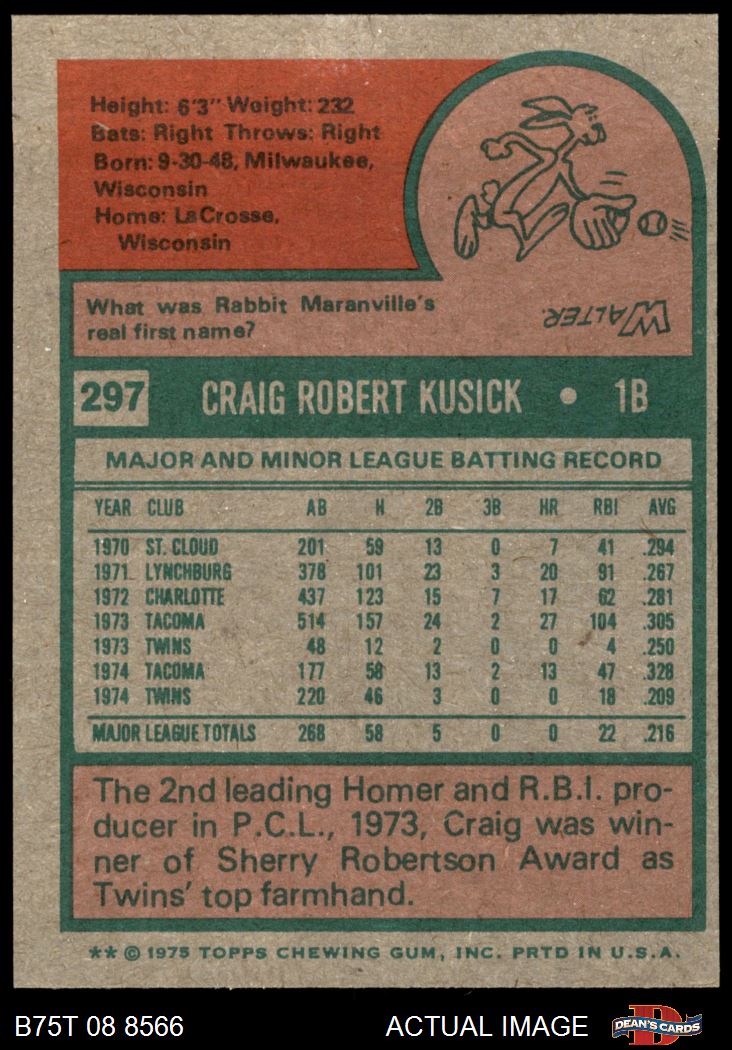 Height: 6'3" Weight: 232
Bats: Right Throws: Right
Born: 9-30-48, Milwaukee,
Wisconsin
Home: LaCrosse,
Wisconsin
What was Rabbit Maranville's
real first name?
WALTER.
297 CRAIG ROBERT KUSICK • 1B
MAJOR AND MINOR LEAGUE BATTING RECORD
YEAR CLUB AB H 2B 3B HR RBI AVG
1970 ST. CLOUD 201 59 13 0 7 41 .294
1971 LYNCHBURG 378 101 23 3 20 91 .267
1972 CHARLOTTE 437 123 15 7 17 62 .281
1973 TACOMA 514 157 24 2 27 104 .305
1973 TWINS 48 12 2 0 0 4 .250
1974 TACOMA 177 58 13 2 13 47 .328
1974 TWINS 220 46 3 0 0 18 .209
MAJOR LEAGUE TOTALS 268 58 5 0 0 22 .216
The 2nd leading Homer and R.B.I. pro-
ducer in P.C.L., 1973, Craig was win-
ner of Sherry Robertson Award as
Twins' top farmhand.
** © 1975 TOPPS CHEWING GUM, INC. PRTD IN U.S.A.
B75T 08 8566 ACTUAL IMAGE D DEAN'S CARDS